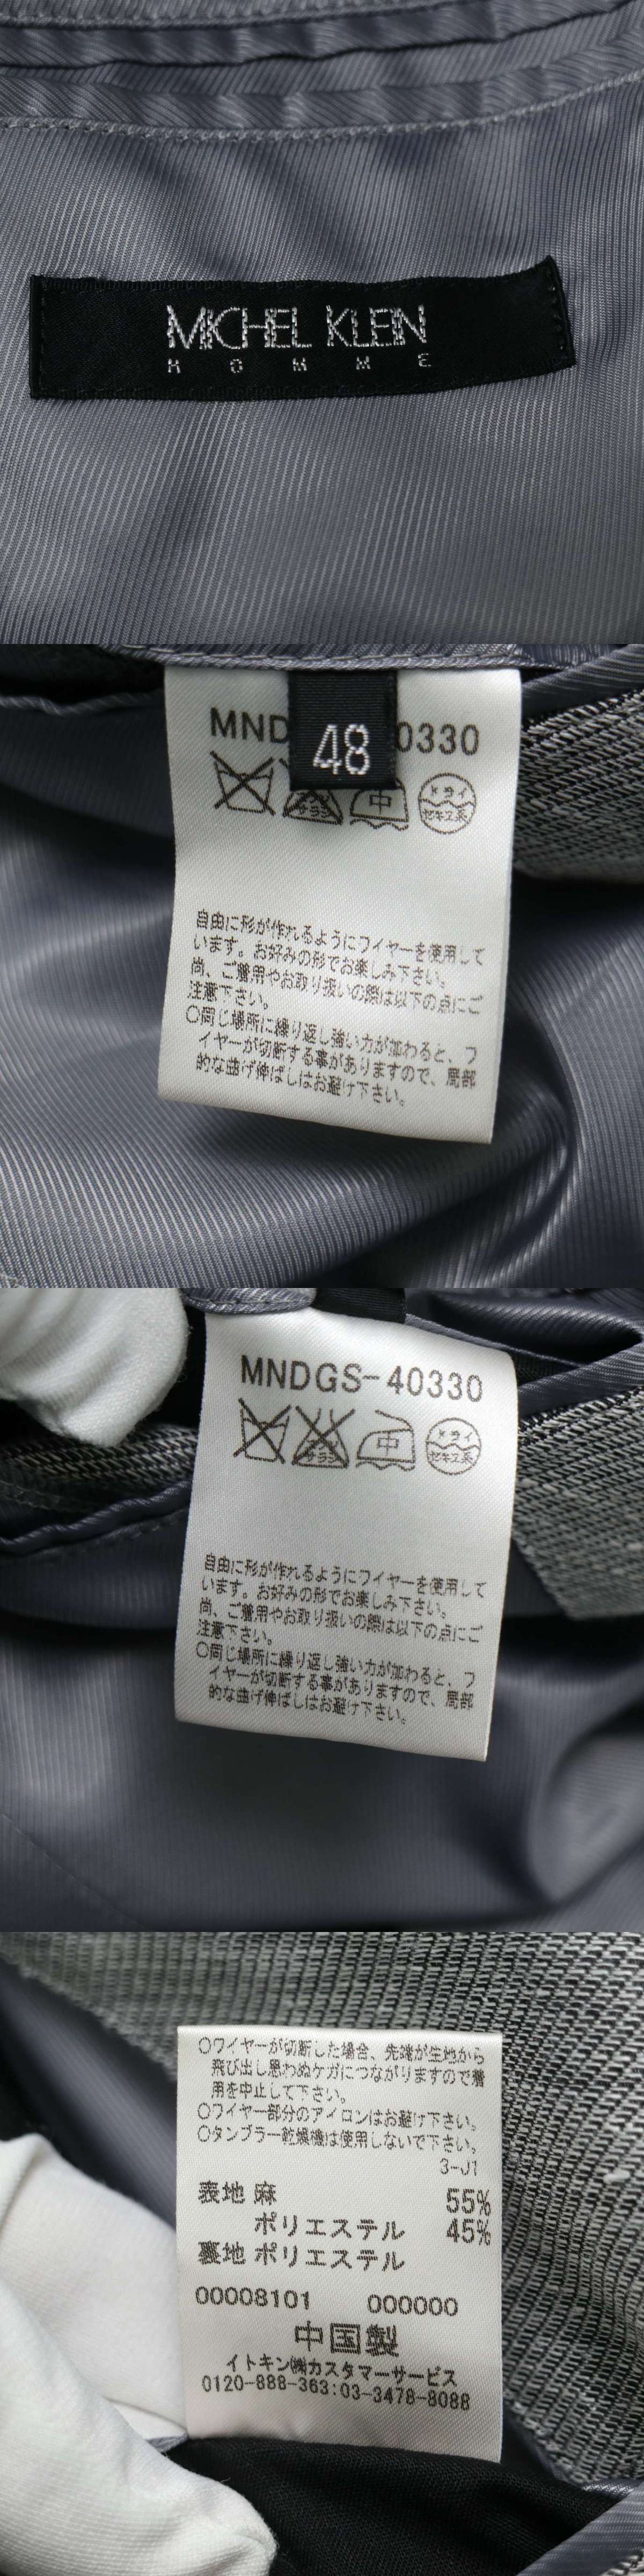 MICHEL KLEIN
HOMME
MND 0330
48
サラシ 中 ドライ
セキユ系
自由に形が作れるようにワイヤーを使用して
います。お好みの形でお楽しみ下さい。
尚、ご着用やお取り扱いの際は以下の点にご
注意下さい。
○同じ場所に繰り返し強い力が加わると、ワ
イヤーが切断する事がありますので、局部
的な曲げ伸ばしはお避け下さい。
MNDGS-40330
サラシ 中 ドライ
セキユ系
自由に形が作れるようにワイヤーを使用して
います。お好みの形でお楽しみ下さい。
尚、ご着用やお取り扱いの際は以下の点にご
注意下さい。
○同じ場所に繰り返し強い力が加わると、ワ
イヤーが切断する事がありますので、局部
的な曲げ伸ばしはお避け下さい。
○ワイヤーが切断した場合、先端が生地から
飛び出し思わぬケガにつながりますので着
用を中止して下さい。
○ワイヤー部分のアイロンはお避け下さい。
○タンブラー乾燥機は使用しないで下さい。
3-J1
表地 麻 55%
ポリエステル 45%
裏地 ポリエステル
00008101 000000
中国製
イトキン㈱カスタマーサービス
0120-888-363:03-3478-8088